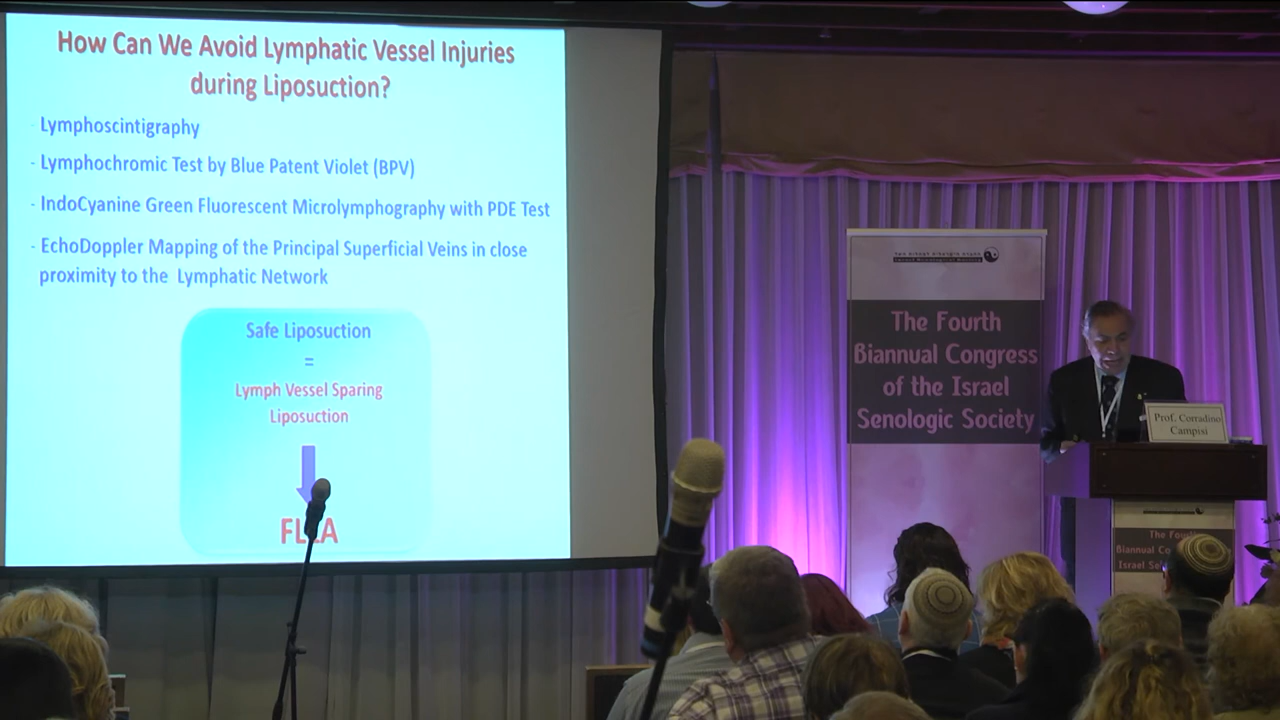 How Can We Avoid Lymphatic Vessel Injuries
during Liposuction?
- Lymphoscintigraphy
- Lymphochromic Test by Blue Patent Violet (BPV)
- IndoCyanine Green Fluorescent Microlymphography with PDE Test
- EchoDoppler Mapping of the Principal Superficial Veins in close
proximity to the Lymphatic Network
Safe Liposuction
=
Lymph Vessel Sparing
Liposuction
The Fourth
Biannual Congress
of the Israel
Senologic Society
Prof. Corradino
Campisi
Biannual
Israel